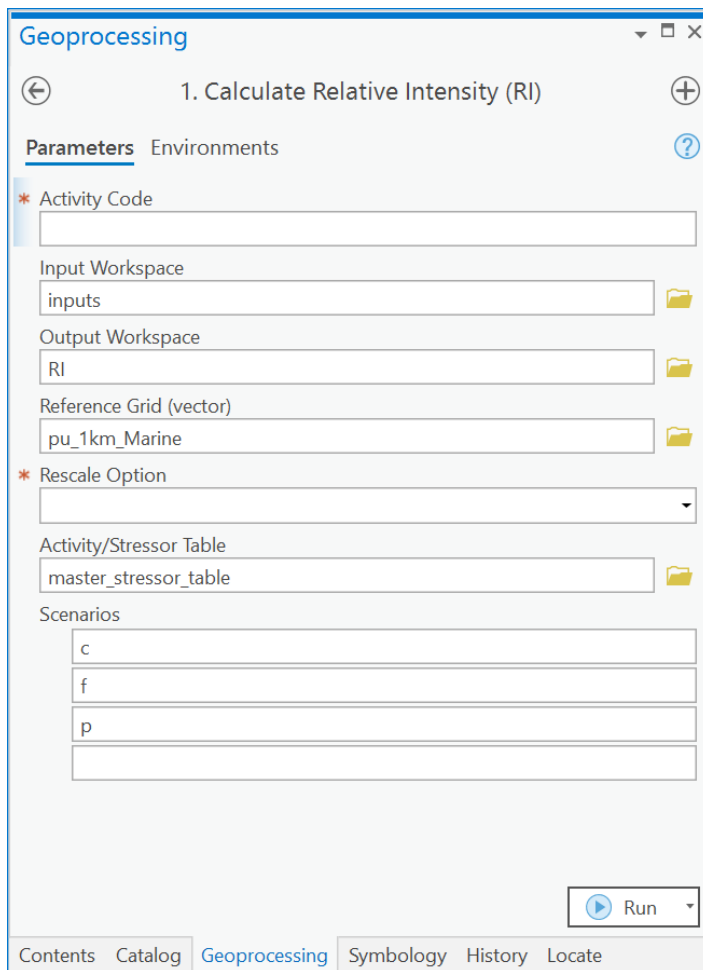 Geoprocessing
1. Calculate Relative Intensity (RI)
Parameters Environments
?
* Activity Code
Input Workspace
inputs
Output Workspace
RI
Reference Grid (vector)
pu_1km_Marine
* Rescale Option
Activity/Stressor Table
master_stressor_table
Scenarios
c
f
p
Run
Contents Catalog Geoprocessing Symbology History Locate